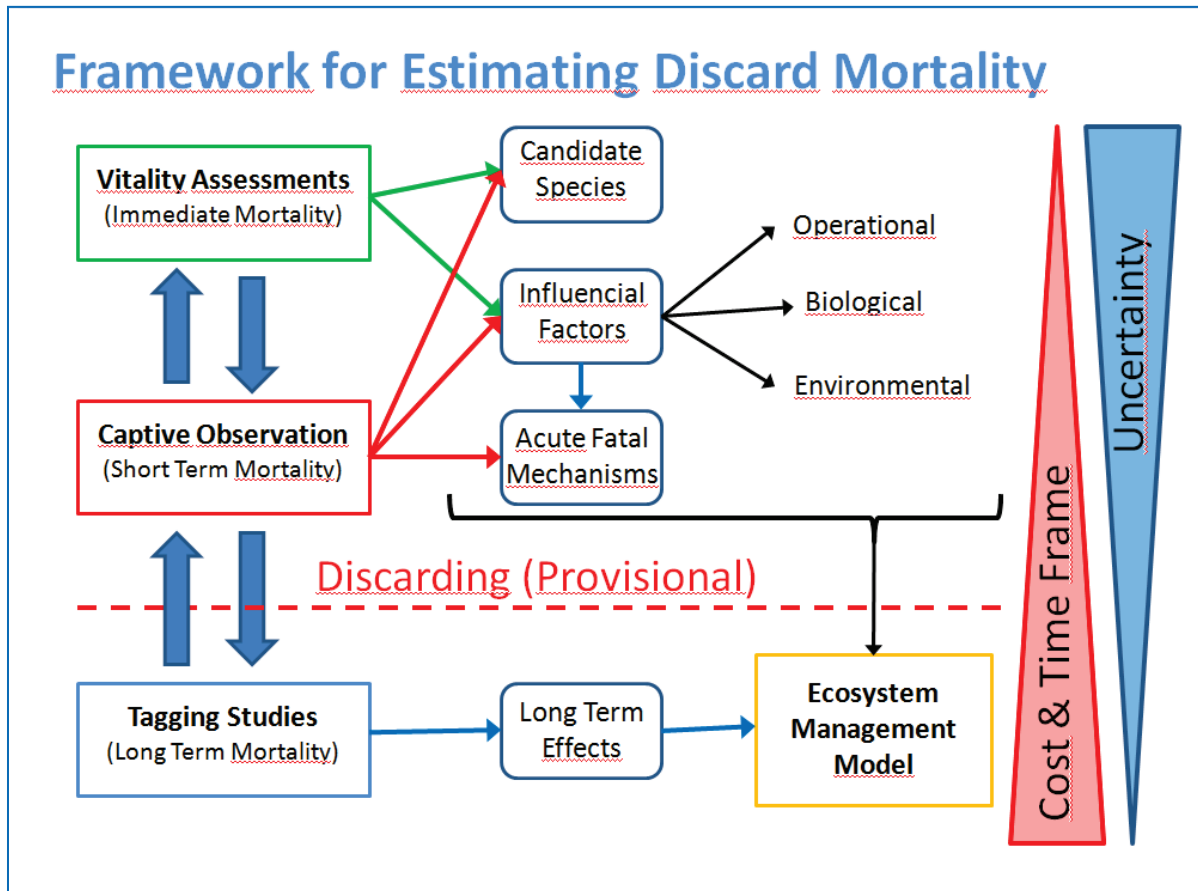 Framework for Estimating Discard Mortality
Vitality Assessments
(Immediate Mortality)
Candidate
Species
Operational
Influencial
Factors
Biological
Environmental
Captive Observation
(Short Term Mortality)
Acute Fatal
Mechanisms
Discarding (Provisional)
Tagging Studies
(Long Term Mortality)
Long Term
Effects
Ecosystem
Management
Model
Cost & Time Frame
Uncertainty